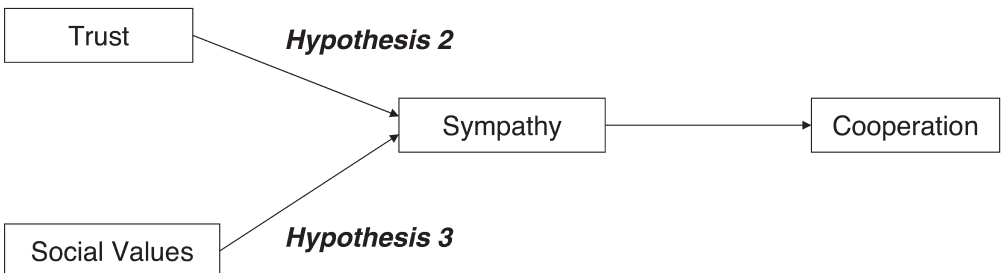 Trust
Hypothesis 2
Sympathy
Cooperation
Hypothesis 3
Social Values